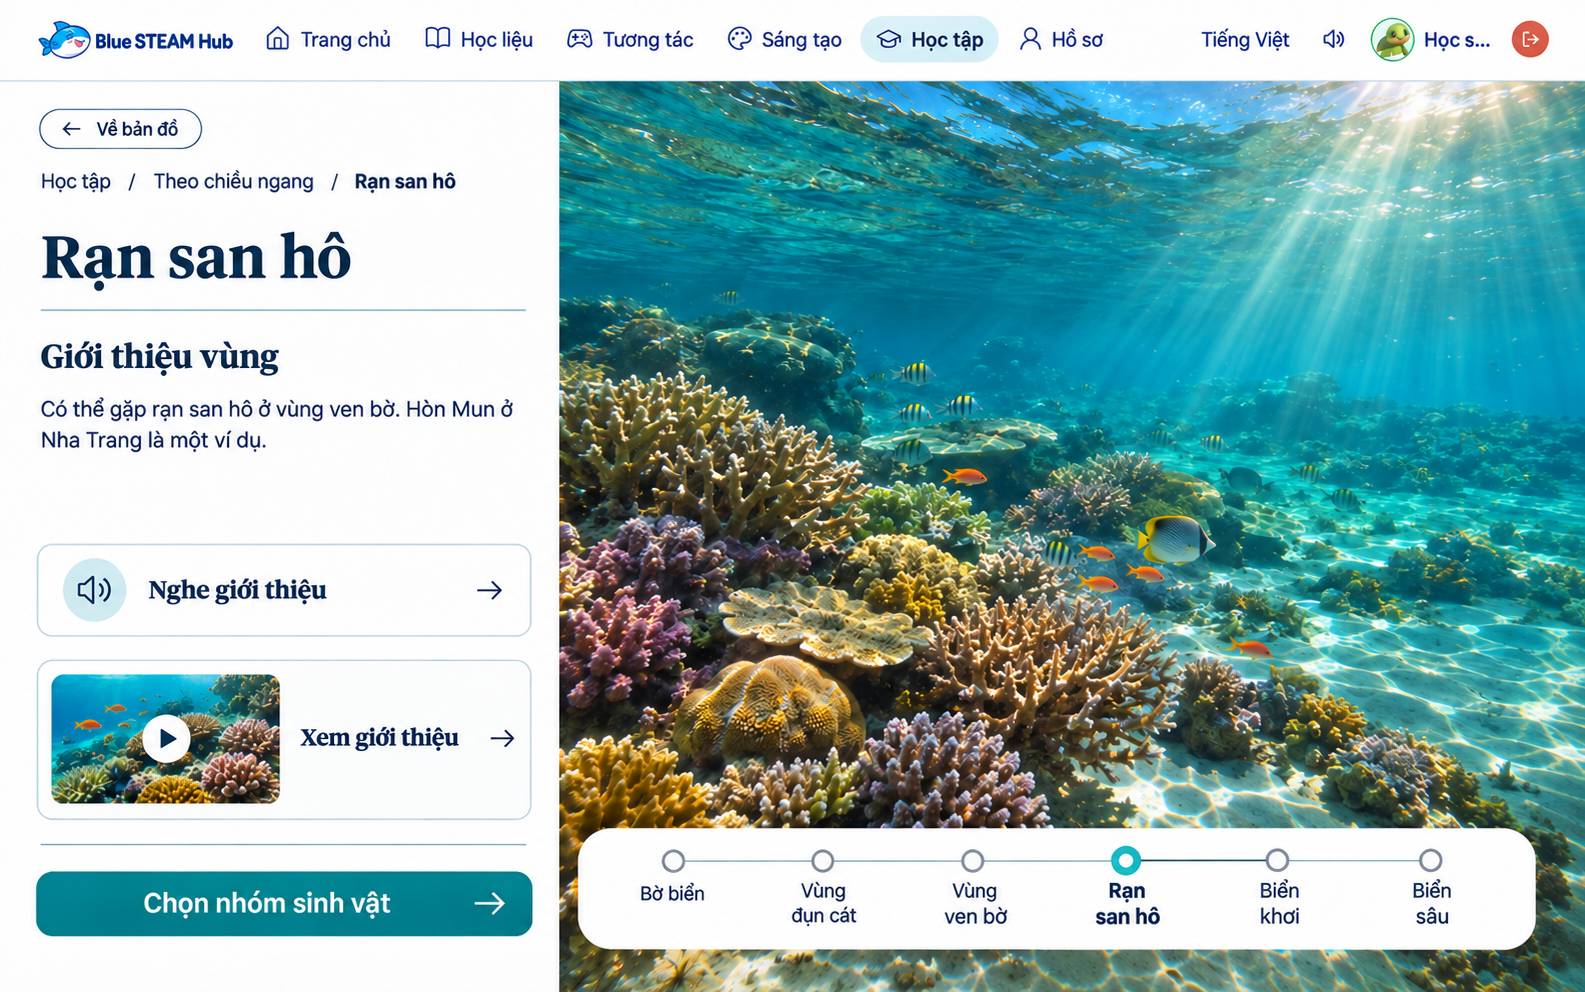 Blue STEAM Hub
Trang chủ
Học liệu
Tương tác
Sáng tạo
Học tập
Hồ sơ
Tiếng Việt
Học s...
Về bản đồ
Học tập / Theo chiều ngang / Rạn san hô
Rạn san hô
Giới thiệu vùng
Có thể gặp rạn san hô ở vùng ven bờ. Hòn Mun ở
Nha Trang là một ví dụ.
Nghe giới thiệu
Xem giới thiệu
Chọn nhóm sinh vật
Bờ biển
Vùng
đụn cát
Vùng
ven bờ
Rạn
san hô
Biển
khơi
Biển
sâu